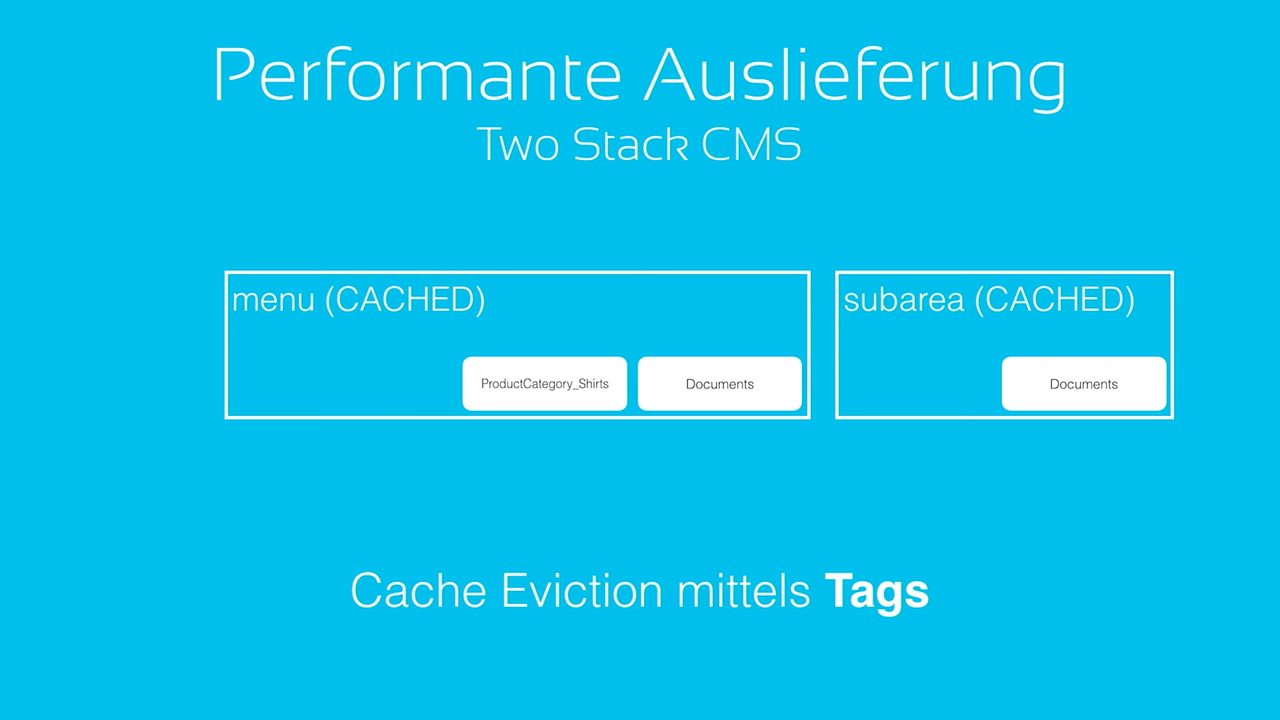 Performante Auslieferung
Two Stack CMS
menu (CACHED)
ProductCategory_Shirts
Documents
subarea (CACHED)
Documents
Cache Eviction mittels Tags